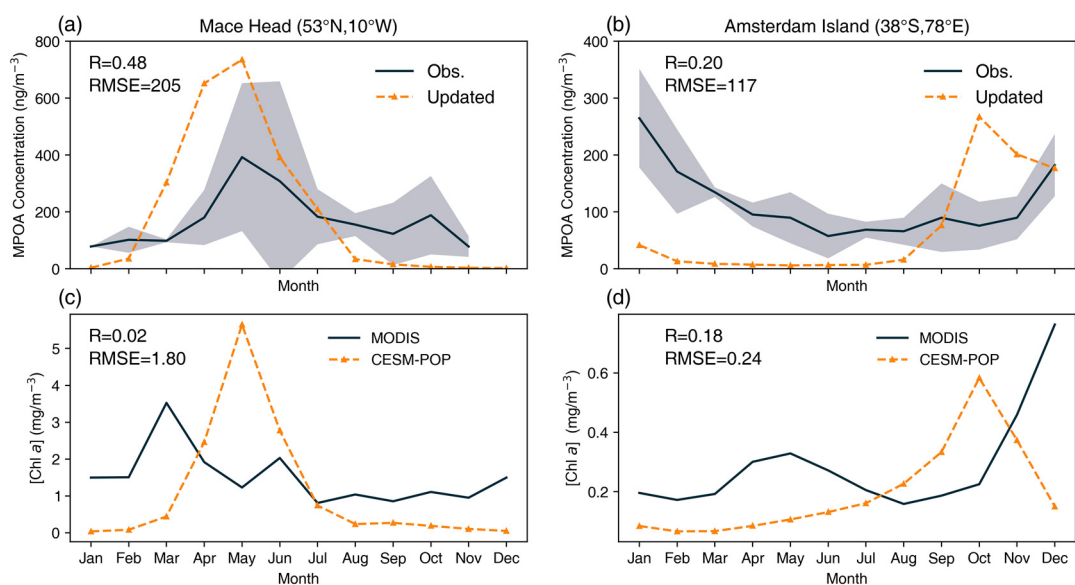 (a)
Mace Head (53°N,10°W)
MPOA Concentration (ng/m⁻³)
800
600
400
200
0
R=0.48
RMSE=205
Obs.
Updated
Month
(b)
Amsterdam Island (38°S,78°E)
MPOA Concentration (ng/m⁻³)
400
300
200
100
0
R=0.20
RMSE=117
Obs.
Updated
Month
(c)
[Chl a] (mg/m⁻³)
5
4
3
2
1
0
R=0.02
RMSE=1.80
MODIS
CESM-POP
Jan Feb Mar Apr May Jun Jul Aug Sep Oct Nov Dec
Month
(d)
[Chl a] (mg/m⁻³)
0.6
0.4
0.2
R=0.18
RMSE=0.24
MODIS
CESM-POP
Jan Feb Mar Apr May Jun Jul Aug Sep Oct Nov Dec
Month